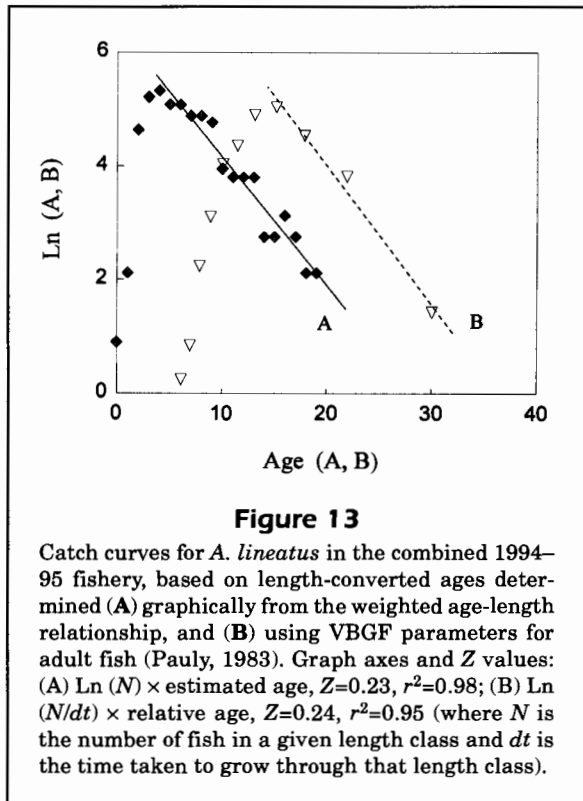 6
4
2
0
Ln (A, B)
A
B
0 10 20 30 40
Age (A, B)
Figure 13
Catch curves for A. lineatus in the combined 1994–
95 fishery, based on length-converted ages deter-
mined (A) graphically from the weighted age-length
relationship, and (B) using VBGF parameters for
adult fish (Pauly, 1983). Graph axes and Z values:
(A) Ln (N) × estimated age, Z=0.23, r²=0.98; (B) Ln
(N/dt) × relative age, Z=0.24, r²=0.95 (where N is
the number of fish in a given length class and dt is
the time taken to grow through that length class).